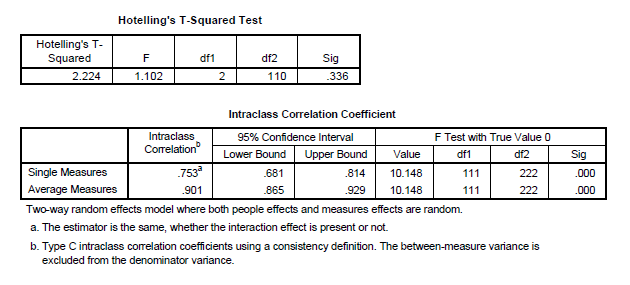 Hotelling's T-Squared Test
Hotelling's T-
Squared F df1 df2 Sig
2.224 1.102 2 110 .336
Intraclass Correlation Coefficient
Intraclass 95% Confidence Interval F Test with True Value 0
Correlationb Lower Bound Upper Bound Value df1 df2 Sig
Single Measures .753a .681 .814 10.148 111 222 .000
Average Measures .901 .865 .929 10.148 111 222 .000
Two-way random effects model where both people effects and measures effects are random.
a. The estimator is the same, whether the interaction effect is present or not.
b. Type C intraclass correlation coefficients using a consistency definition. The between-measure variance is
excluded from the denominator variance.